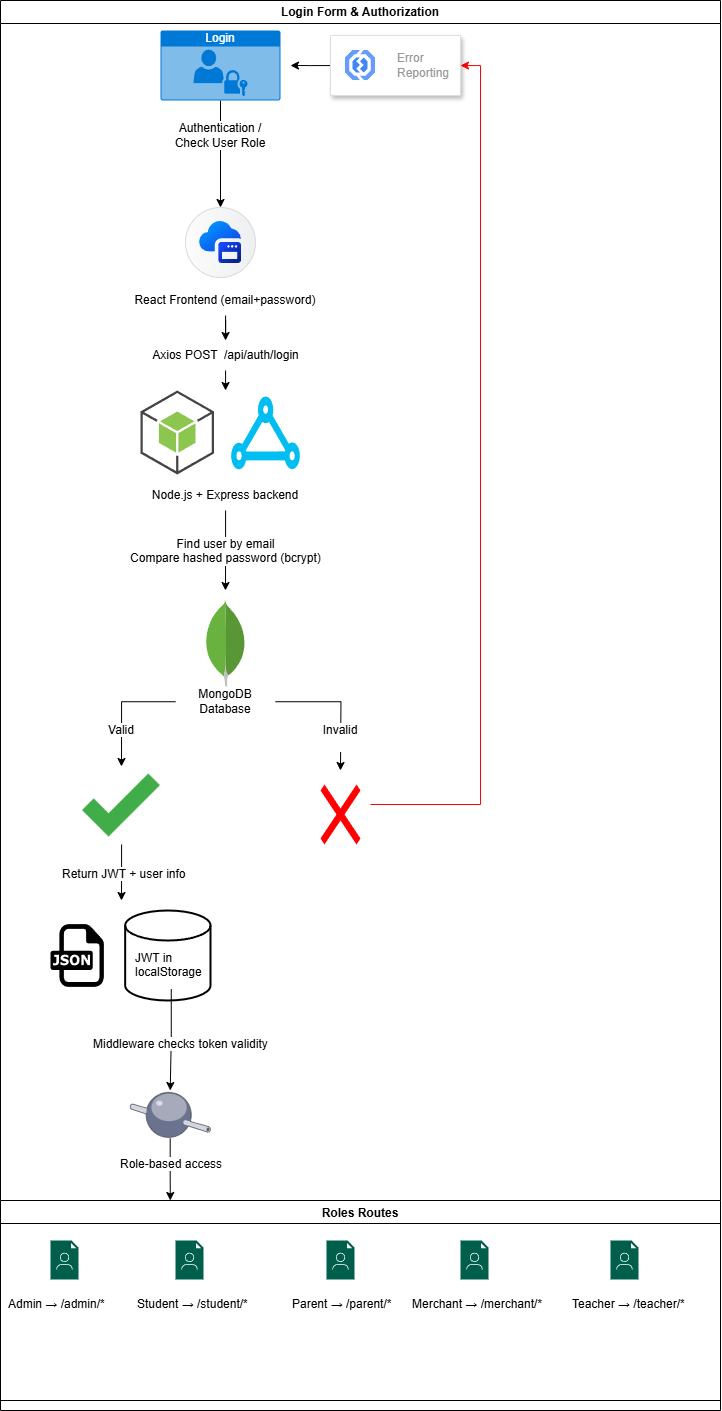 Login Form & Authorization
Login
Error
Reporting
Authentication /
Check User Role
React Frontend (email+password)
Axios POST  /api/auth/login
Node.js + Express backend
Find user by email
Compare hashed password (bcrypt)
MongoDB
Database
Valid
Invalid
Return JWT + user info
JSON
JWT in
localStorage
Middleware checks token validity
Role-based access
Roles Routes
Admin → /admin/*
Student → /student/*
Parent → /parent/*
Merchant → /merchant/*
Teacher → /teacher/*